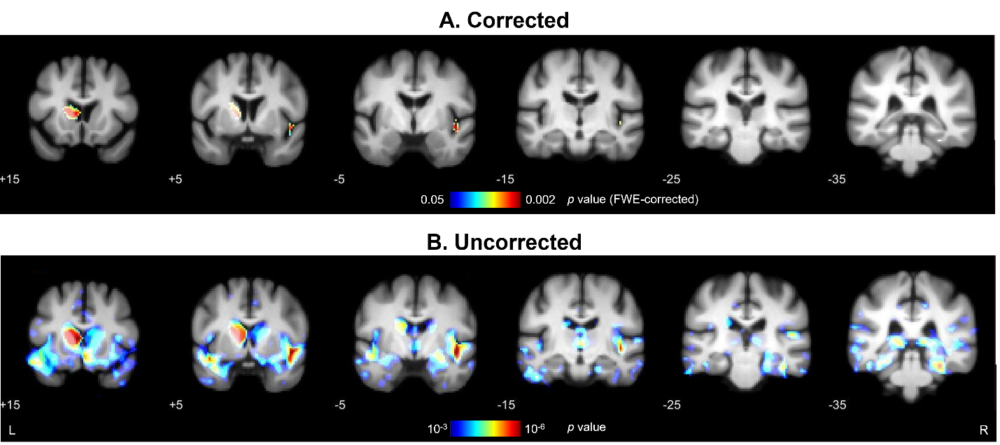 A. Corrected
+15 +5 -5 -15 -25 -35
0.05 0.002 p value (FWE-corrected)
B. Uncorrected
+15 +5 -5 -15 -25 -35
10⁻³ 10⁻⁶ p value
L R